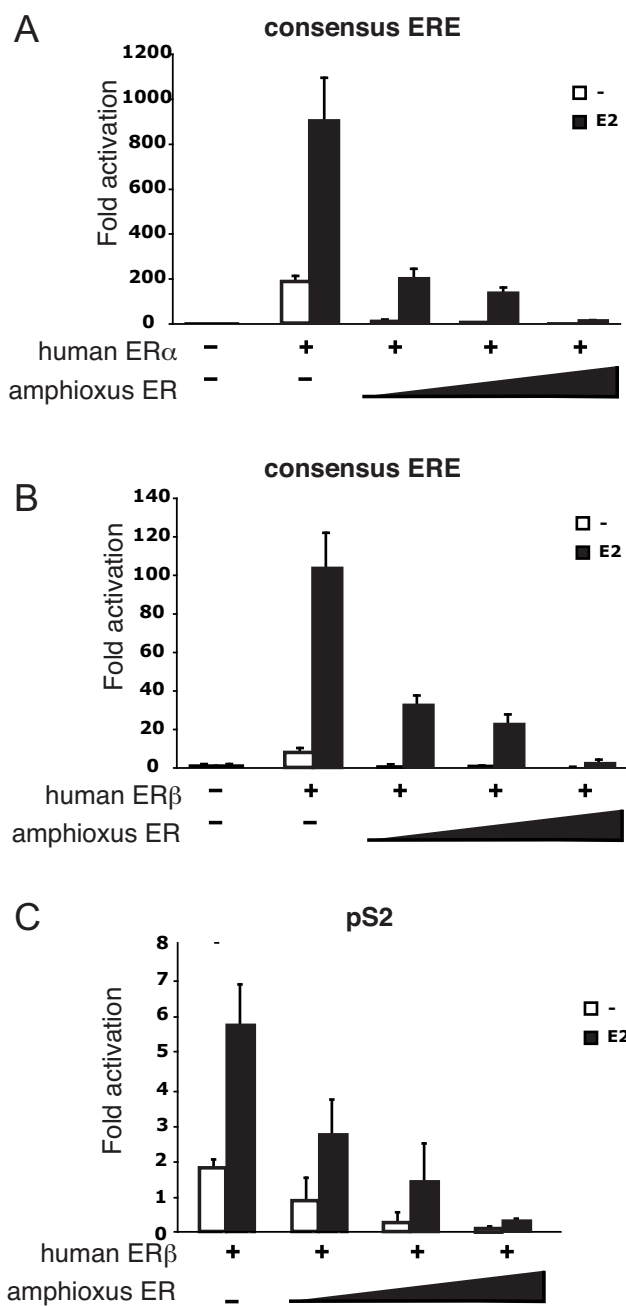 A
consensus ERE
1200
1000
800
600
400
200
0
Fold activation
-
E2
human ERα − + + + +
amphioxus ER − −
B
consensus ERE
140
120
100
80
60
40
20
0
Fold activation
-
E2
human ERβ − + + + +
amphioxus ER − −
C
pS2
8
7
6
5
4
3
2
1
0
Fold activation
-
E2
human ERβ + + + +
amphioxus ER −